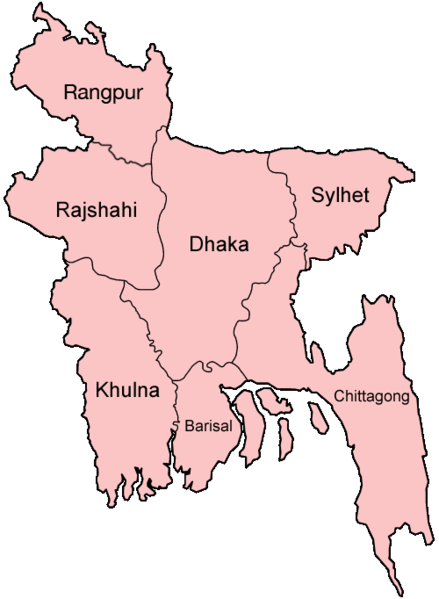 Rangpur
Sylhet
Rajshahi
Dhaka
Khulna
Chittagong
Barisal